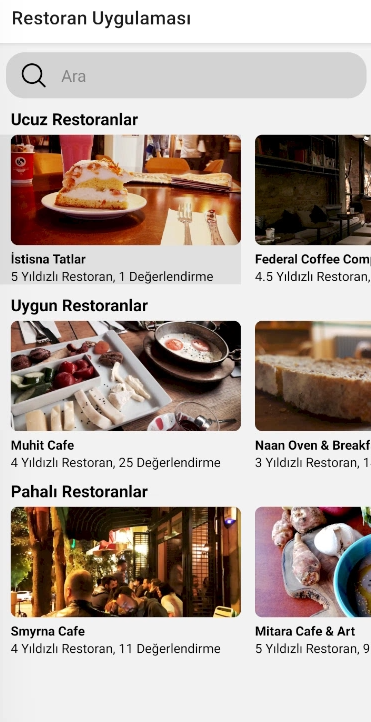 Restoran Uygulaması
Ara
Ucuz Restoranlar
İstisna Tatlar
5 Yıldızlı Restoran, 1 Değerlendirme
Federal Coffee
4.5 Yıldızlı Restoran,
Uygun Restoranlar
Muhit Cafe
4 Yıldızlı Restoran, 25 Değerlendirme
Naan Oven & Breakf
3 Yıldızlı Restoran, 1
Pahalı Restoranlar
Smyrna Cafe
4 Yıldızlı Restoran, 11 Değerlendirme
Mitara Cafe & Art
5 Yıldızlı Restoran, 9